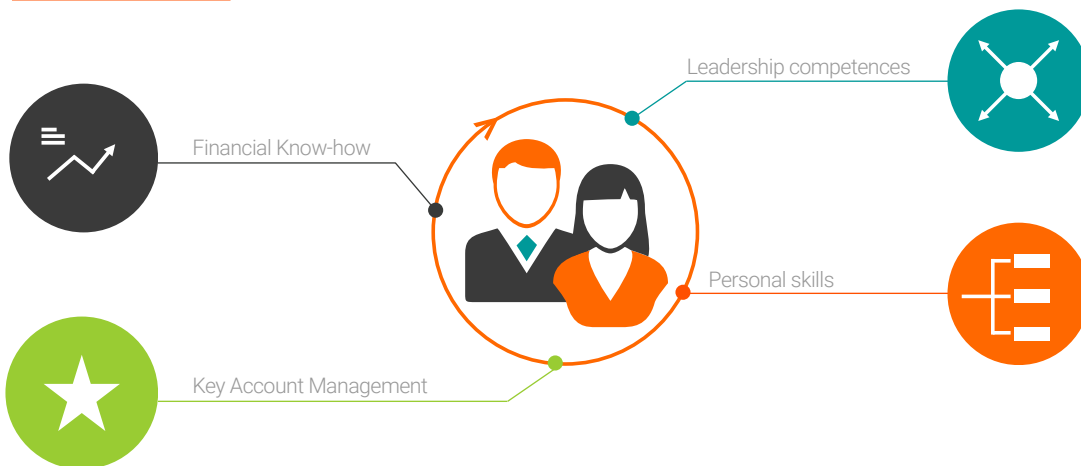 Leadership competences
Financial Know-how
Personal skills
Key Account Management